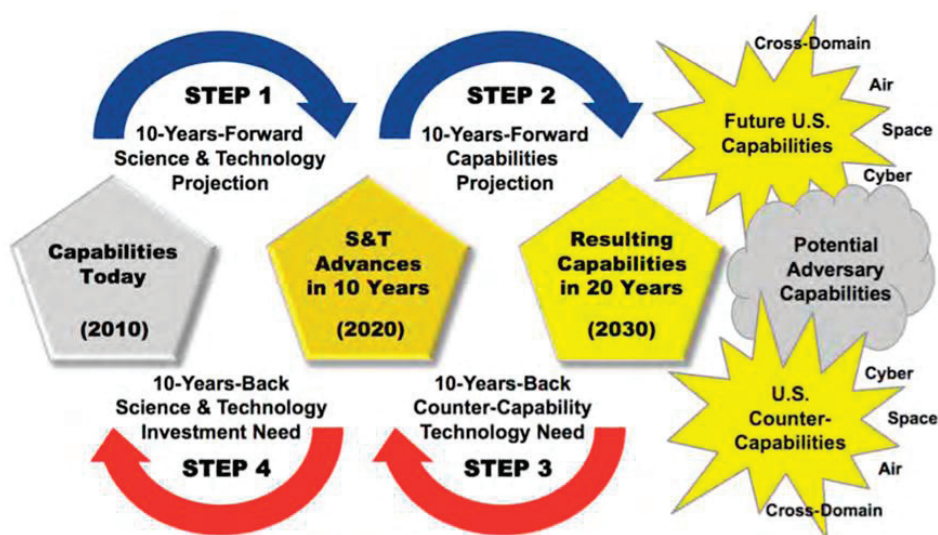 STEP 1
10-Years-Forward
Science & Technology
Projection
STEP 2
10-Years-Forward
Capabilities
Projection
Cross-Domain
Air
Space
Cyber
Future U.S.
Capabilities
Capabilities
Today
(2010)
S&T
Advances
in 10 Years
(2020)
Resulting
Capabilities
in 20 Years
(2030)
Potential
Adversary
Capabilities
10-Years-Back
Science & Technology
Investment Need
STEP 4
10-Years-Back
Counter-Capability
Technology Need
STEP 3
U.S.
Counter-
Capabilities
Cyber
Space
Air
Cross-Domain